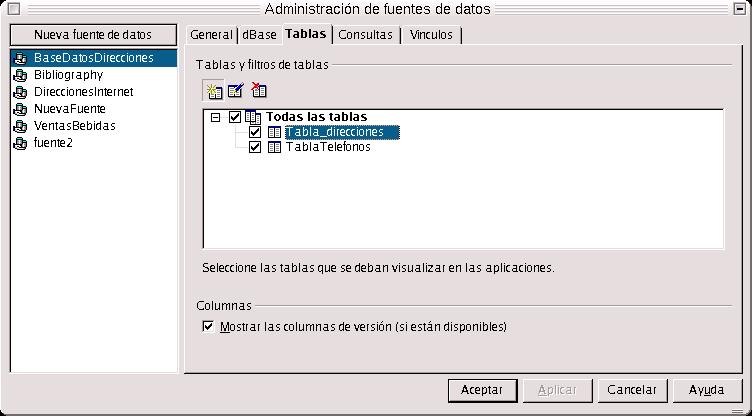 Administración de fuentes de datos
Nueva fuente de datos
BaseDatosDirecciones
Bibliography
DireccionesInternet
NuevaFuente
VentasBebidas
fuente2
General dBase Tablas Consultas Vínculos
Tablas y filtros de tablas
Todas las tablas
Tabla_direcciones
TablaTelefonos
Seleccione las tablas que se deban visualizar en las aplicaciones.
Columnas
Mostrar las columnas de versión (si están disponibles)
Aceptar Aplicar Cancelar Ayuda